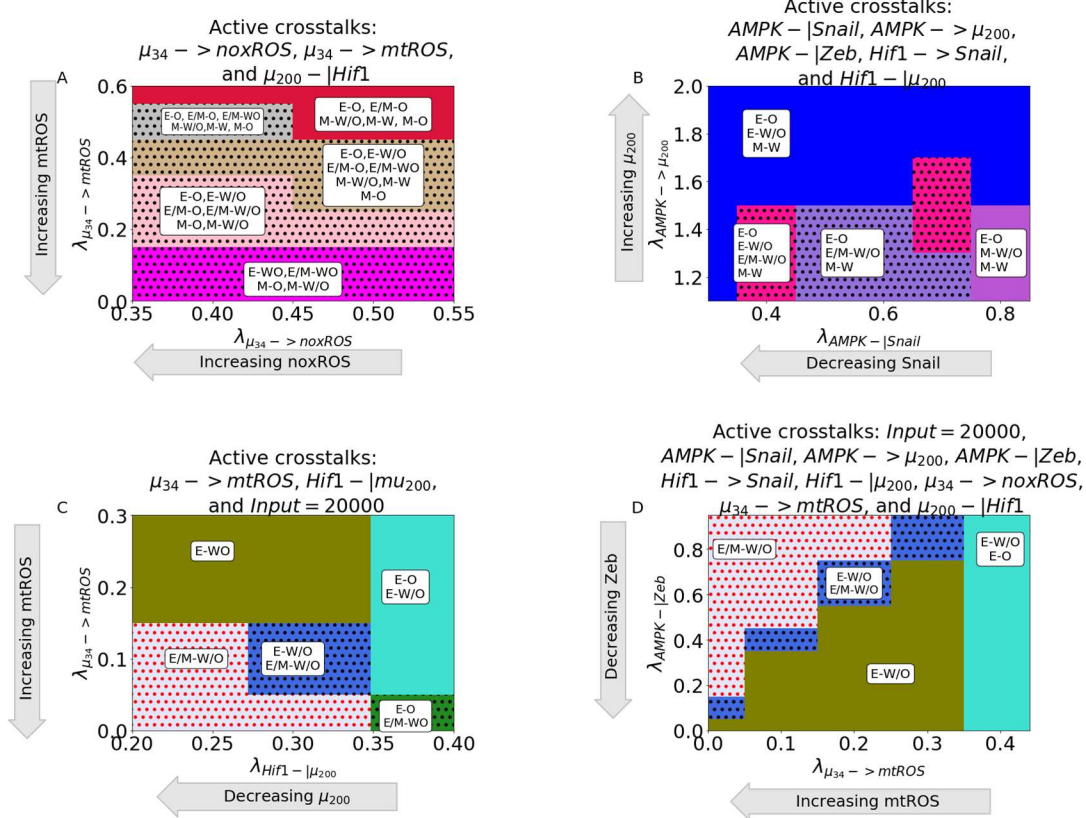 Active crosstalks:
μ34 − > noxROS, μ34 − > mtROS,
and μ200 − |Hif1
A
Increasing mtROS
λμ34 − > mtROS
0.6
0.4
0.2
0.0
E-O, E/M-O, E/M-WO
M-W/O,M-W, M-O
E-O, E/M-O
M-W/O,M-W, M-O
E-O,E-W/O
E/M-O,E/M-WO
M-W/O,M-W
M-O
E-O,E-W/O
E/M-O,E/M-W/O
M-O,M-W/O
E-WO,E/M-WO
M-O,M-W/O
0.35 0.40 0.45 0.50 0.55
λμ34 − > noxROS
Increasing noxROS
Active crosstalks:
AMPK − |Snail, AMPK − > μ200,
AMPK − |Zeb, Hif1 − > Snail,
and Hif1 − |μ200
B
Increasing μ200
λAMPK − > μ200
2.0
1.8
1.6
1.4
1.2
E-O
E-W/O
M-W
E-O
E-W/O
E/M-W/O
M-W
E-O
E/M-W/O
M-W
E-O
M-W/O
M-W
0.4 0.6 0.8
λAMPK − |Snail
Decreasing Snail
Active crosstalks:
μ34 − > mtROS, Hif1 − |mu200,
and Input = 20000
C
Increasing mtROS
λμ34 − > mtROS
0.3
0.2
0.1
0.0
E-WO
E-O
E-W/O
E/M-W/O
E-W/O
E/M-W/O
E-O
E/M-WO
0.20 0.25 0.30 0.35 0.40
λHif1 − |μ200
Decreasing μ200
Active crosstalks: Input = 20000,
AMPK − |Snail, AMPK − > μ200, AMPK − |Zeb,
Hif1 − > Snail, Hif1 − |μ200, μ34 − > noxROS,
μ34 − > mtROS, and μ200 − |Hif1
D
Decreasing Zeb
λAMPK − |Zeb
0.8
0.6
0.4
0.2
0.0
E/M-W/O
E-W/O
E-O
E-W/O
E/M-W/O
E-W/O
0.0 0.1 0.2 0.3 0.4
λμ34 − > mtROS
Increasing mtROS